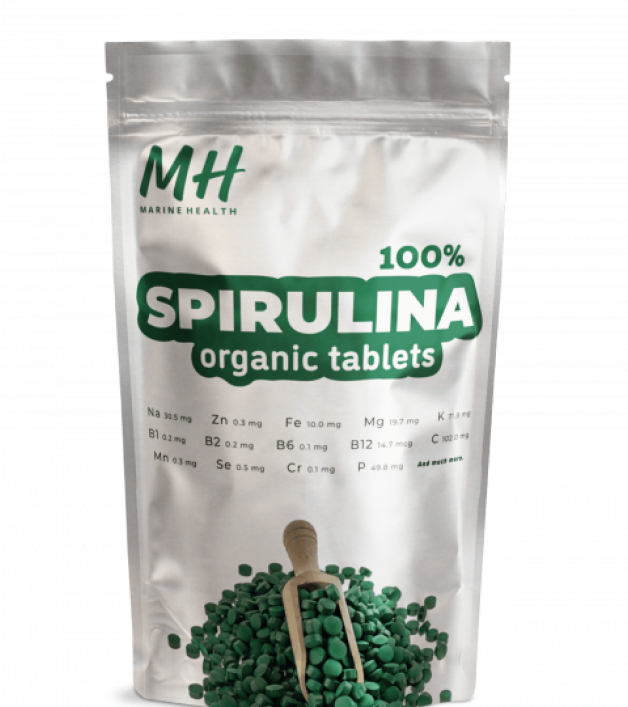 MH
MARINE HEALTH
100%
SPIRULINA
organic tablets
Na 30.5 mg Zn 0.3 mg Fe 10.0 mg Mg 19.7 mg K mg
B1 0.2 mg B2 0.2 mg B6 0.1 mg B12 14.7 mcg C mg
Mn 0.3 mg Se 0.5 mg Cr 0.1 mg P 49.8 mg And much more.